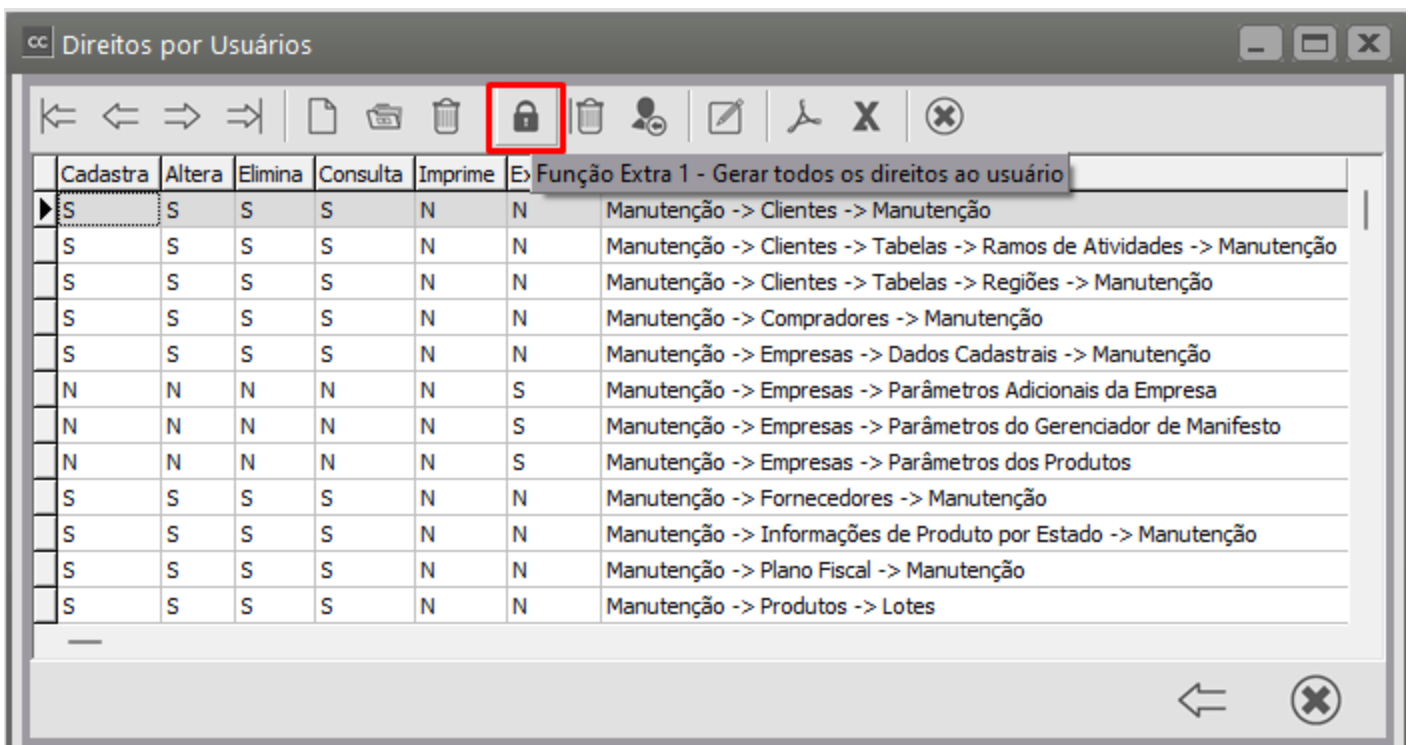 cc Direitos por Usuários
Cadastra Altera Elimina Consulta Imprime Ex
Função Extra 1 - Gerar todos os direitos ao usuário
S S S S N N Manutenção -> Clientes -> Manutenção
S S S S N N Manutenção -> Clientes -> Tabelas -> Ramos de Atividades -> Manutenção
S S S S N N Manutenção -> Clientes -> Tabelas -> Regiões -> Manutenção
S S S S N N Manutenção -> Compradores -> Manutenção
S S S S N N Manutenção -> Empresas -> Dados Cadastrais -> Manutenção
N N N N N S Manutenção -> Empresas -> Parâmetros Adicionais da Empresa
N N N N N S Manutenção -> Empresas -> Parâmetros do Gerenciador de Manifesto
N N N N N S Manutenção -> Empresas -> Parâmetros dos Produtos
S S S S N N Manutenção -> Fornecedores -> Manutenção
S S S S N N Manutenção -> Informações de Produto por Estado -> Manutenção
S S S S N N Manutenção -> Plano Fiscal -> Manutenção
S S S S N N Manutenção -> Produtos -> Lotes